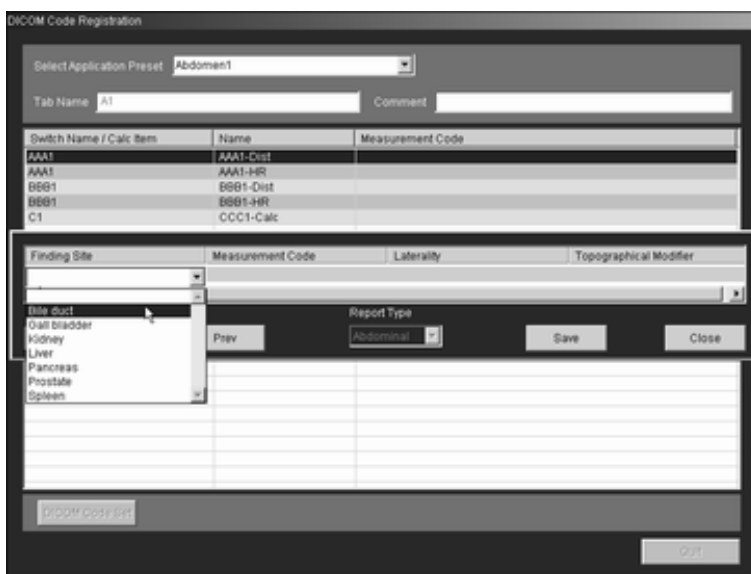 DICOM Code Registration
Select Application Preset Abdomen1
Tab Name A1 Comment
Switch Name / Calc Item Name Measurement Code
AAA1 AAA1-Dist
AAA1 AAA1-HR
BBB1 BBB1-Dist
BBB1 BBB1-HR
C1 CCC1-Calc
Finding Site Measurement Code Laterality Topographical Modifier
Bile duct
Report Type
Gall bladder
Kidney Prev Abdominal Save Close
Liver
Pancreas
Prostate
Spleen
DICOM Code Set
Quit